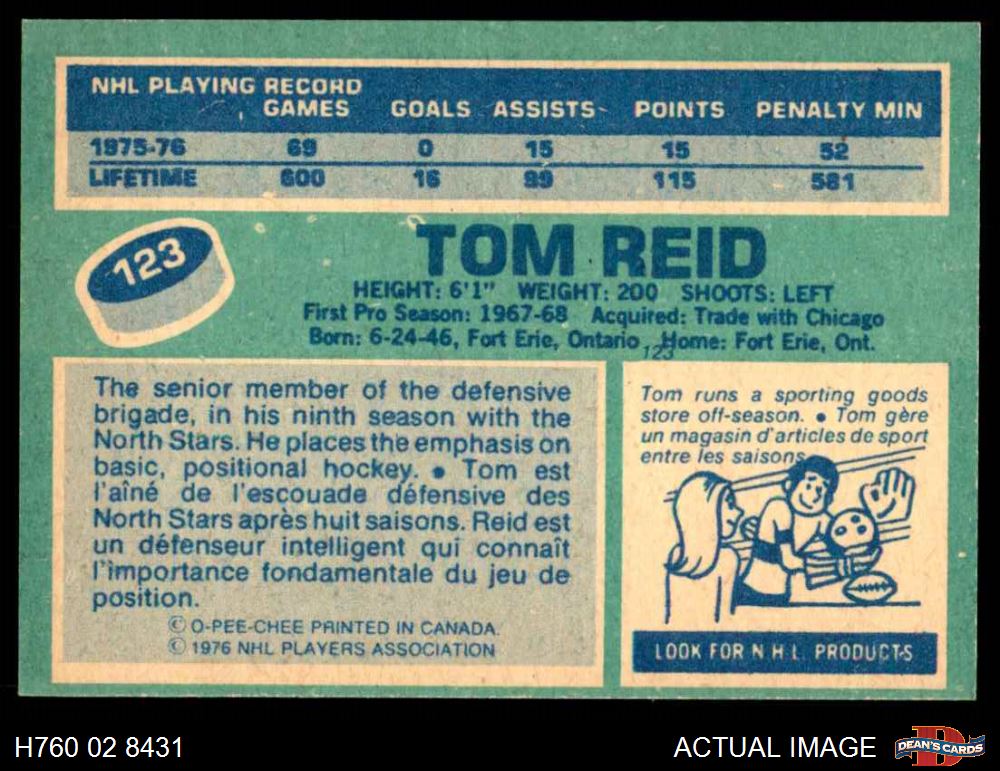 NHL PLAYING RECORD
GAMES GOALS ASSISTS POINTS PENALTY MIN
1975-76 69 0 15 15 52
LIFETIME 600 16 99 115 581
123
TOM REID
HEIGHT: 6'1" WEIGHT: 200 SHOOTS: LEFT
First Pro Season: 1967-68 Acquired: Trade with Chicago
Born: 6-24-46, Fort Erie, Ontario Home: Fort Erie, Ont.
123
The senior member of the defensive
brigade, in his ninth season with the
North Stars. He places the emphasis on
basic, positional hockey. • Tom est
l'aîné de l'escouade défensive des
North Stars après huit saisons. Reid est
un défenseur intelligent qui connaît
l'importance fondamentale du jeu de
position.
© O-PEE-CHEE PRINTED IN CANADA.
© 1976 NHL PLAYERS ASSOCIATION
Tom runs a sporting goods
store off-season. • Tom gère
un magasin d'articles de sport
entre les saisons.
LOOK FOR N H L PRODUCTS
H760 02 8431
ACTUAL IMAGE
D
DEAN'S CARDS